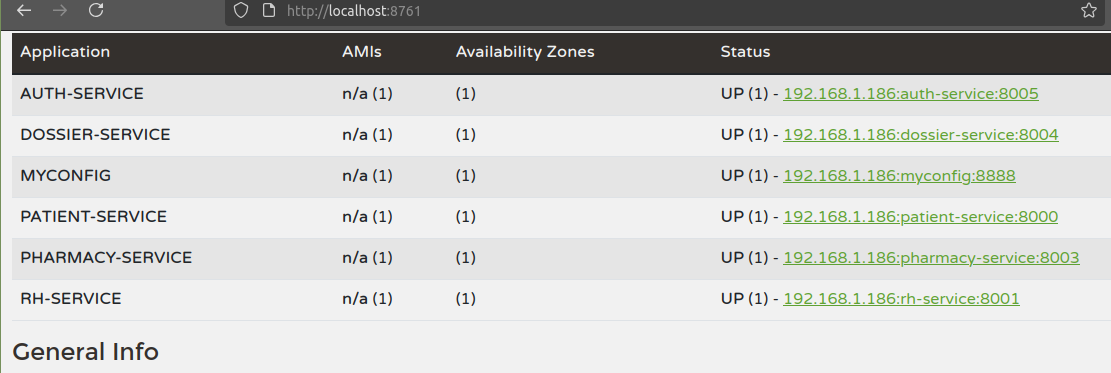 http://localhost:8761
Application AMIs Availability Zones Status
AUTH-SERVICE n/a (1) (1) UP (1) - 192.168.1.186:auth-service:8005
DOSSIER-SERVICE n/a (1) (1) UP (1) - 192.168.1.186:dossier-service:8004
MYCONFIG n/a (1) (1) UP (1) - 192.168.1.186:myconfig:8888
PATIENT-SERVICE n/a (1) (1) UP (1) - 192.168.1.186:patient-service:8000
PHARMACY-SERVICE n/a (1) (1) UP (1) - 192.168.1.186:pharmacy-service:8003
RH-SERVICE n/a (1) (1) UP (1) - 192.168.1.186:rh-service:8001
General Info